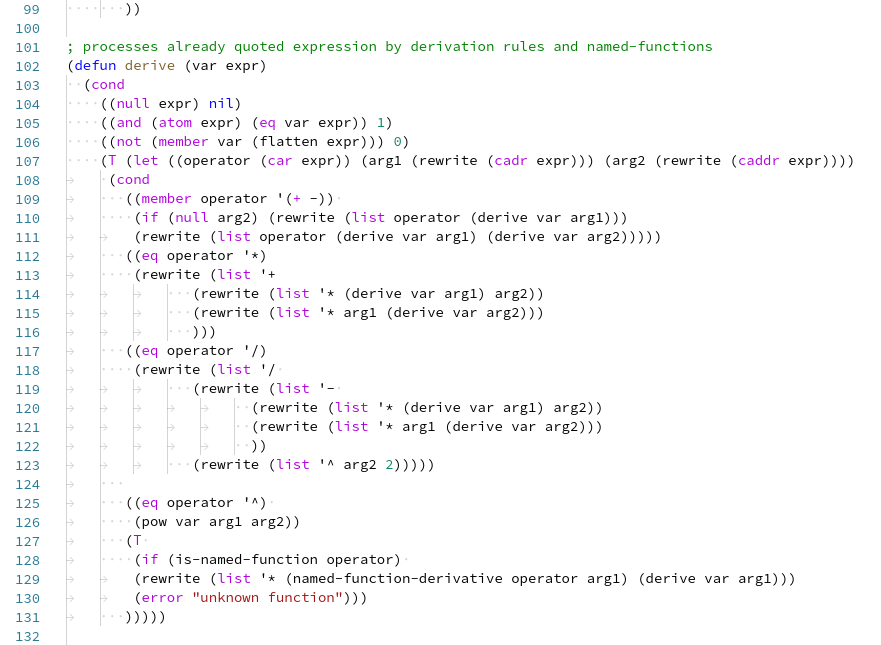 99 ))
100
101 ; processes already quoted expression by derivation rules and named-functions
102 (defun derive (var expr)
103 (cond
104 ((null expr) nil)
105 ((and (atom expr) (eq var expr)) 1)
106 ((not (member var (flatten expr))) 0)
107 (T (let ((operator (car expr)) (arg1 (rewrite (cadr expr))) (arg2 (rewrite (caddr expr))))
108 (cond
109 ((member operator '(+ -))
110 (if (null arg2) (rewrite (list operator (derive var arg1)))
111 (rewrite (list operator (derive var arg1) (derive var arg2)))))
112 ((eq operator '*)
113 (rewrite (list '+
114 (rewrite (list '* (derive var arg1) arg2))
115 (rewrite (list '* arg1 (derive var arg2)))
116 )))
117 ((eq operator '/)
118 (rewrite (list '/
119 (rewrite (list '-
120 (rewrite (list '* (derive var arg1) arg2))
121 (rewrite (list '* arg1 (derive var arg2)))
122 ))
123 (rewrite (list '^ arg2 2)))))
124
125 ((eq operator '^)
126 (pow var arg1 arg2))
127 (T
128 (if (is-named-function operator)
129 (rewrite (list '* (named-function-derivative operator arg1) (derive var arg1)))
130 (error "unknown function")))
131 )))))
132